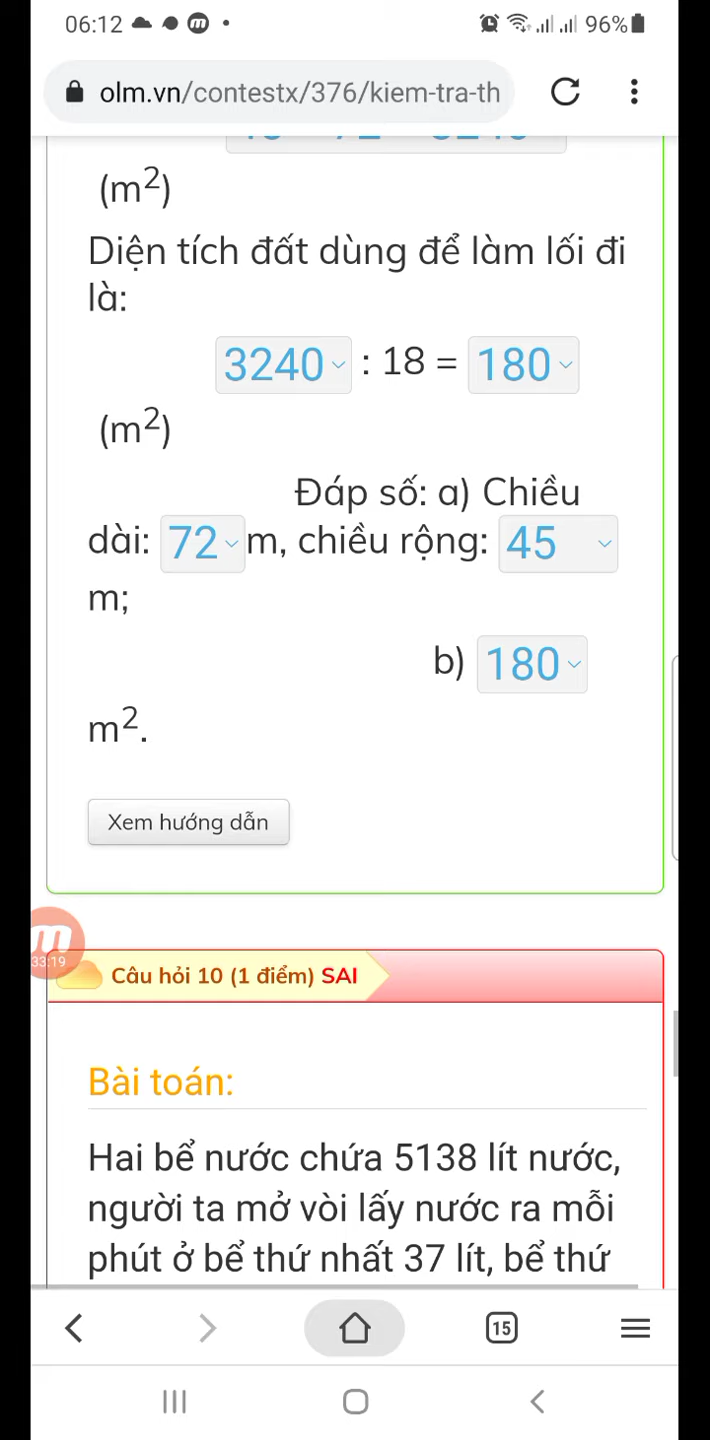 06:12 m • 96%
olm.vn/contestx/376/kiem-tra-th
(m²)
Diện tích đất dùng để làm lối đi
là:
3240 : 18 = 180
(m²)
Đáp số: a) Chiều
dài: 72 m, chiều rộng: 45
m;
b) 180
m².
Xem hướng dẫn
m
33:19
Câu hỏi 10 (1 điểm) SAI
Bài toán:
Hai bể nước chứa 5138 lít nước,
người ta mở vòi lấy nước ra mỗi
phút ở bể thứ nhất 37 lít, bể thứ
15